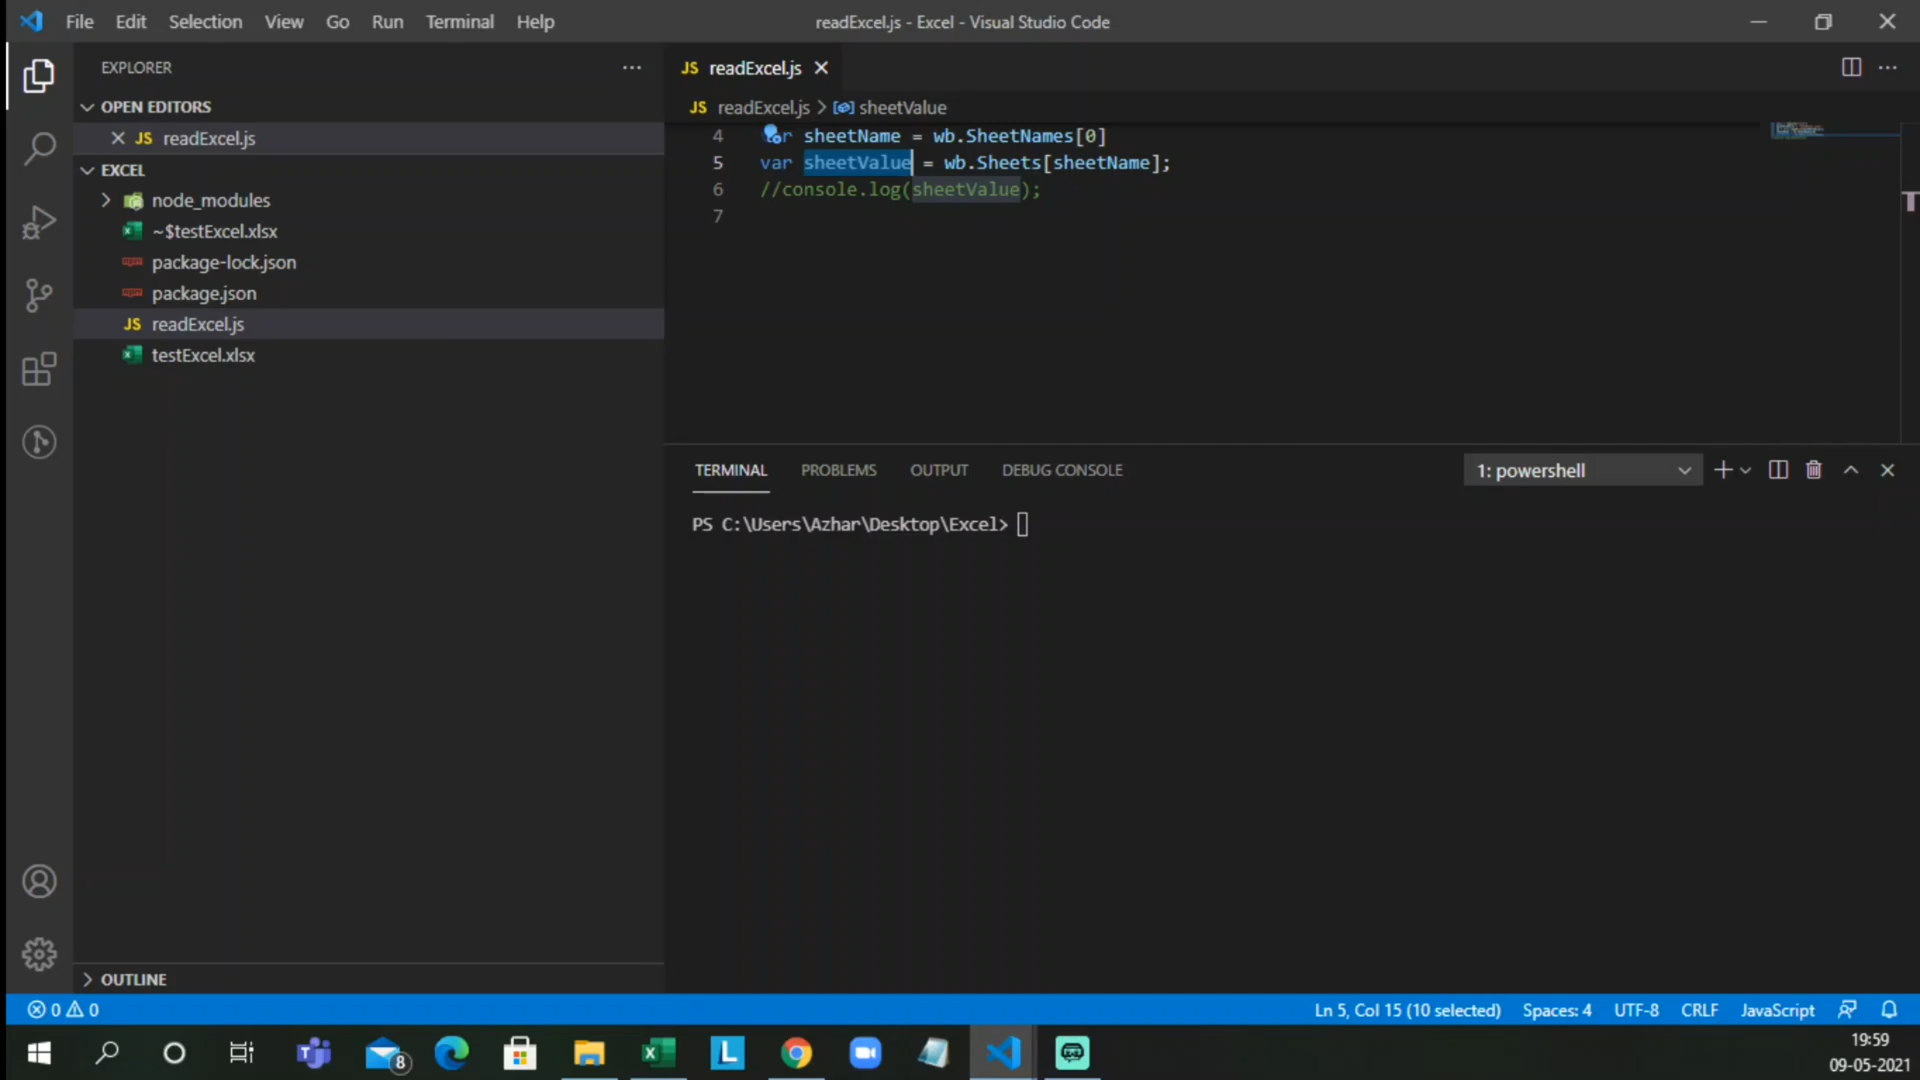 File Edit Selection View Go Run Terminal Help
readExcel.js - Excel - Visual Studio Code
EXPLORER
OPEN EDITORS
JS readExcel.js
EXCEL
node_modules
~$testExcel.xlsx
package-lock.json
package.json
JS readExcel.js
testExcel.xlsx
OUTLINE
JS readExcel.js
JS readExcel.js > sheetValue
4 r sheetName = wb.SheetNames[0]
5 var sheetValue = wb.Sheets[sheetName];
6 //console.log(sheetValue);
7
TERMINAL PROBLEMS OUTPUT DEBUG CONSOLE
1: powershell
PS C:\Users\Azhar\Desktop\Excel>
0 0
Ln 5, Col 15 (10 selected) Spaces: 4 UTF-8 CRLF JavaScript
8
19:59
09-05-2021